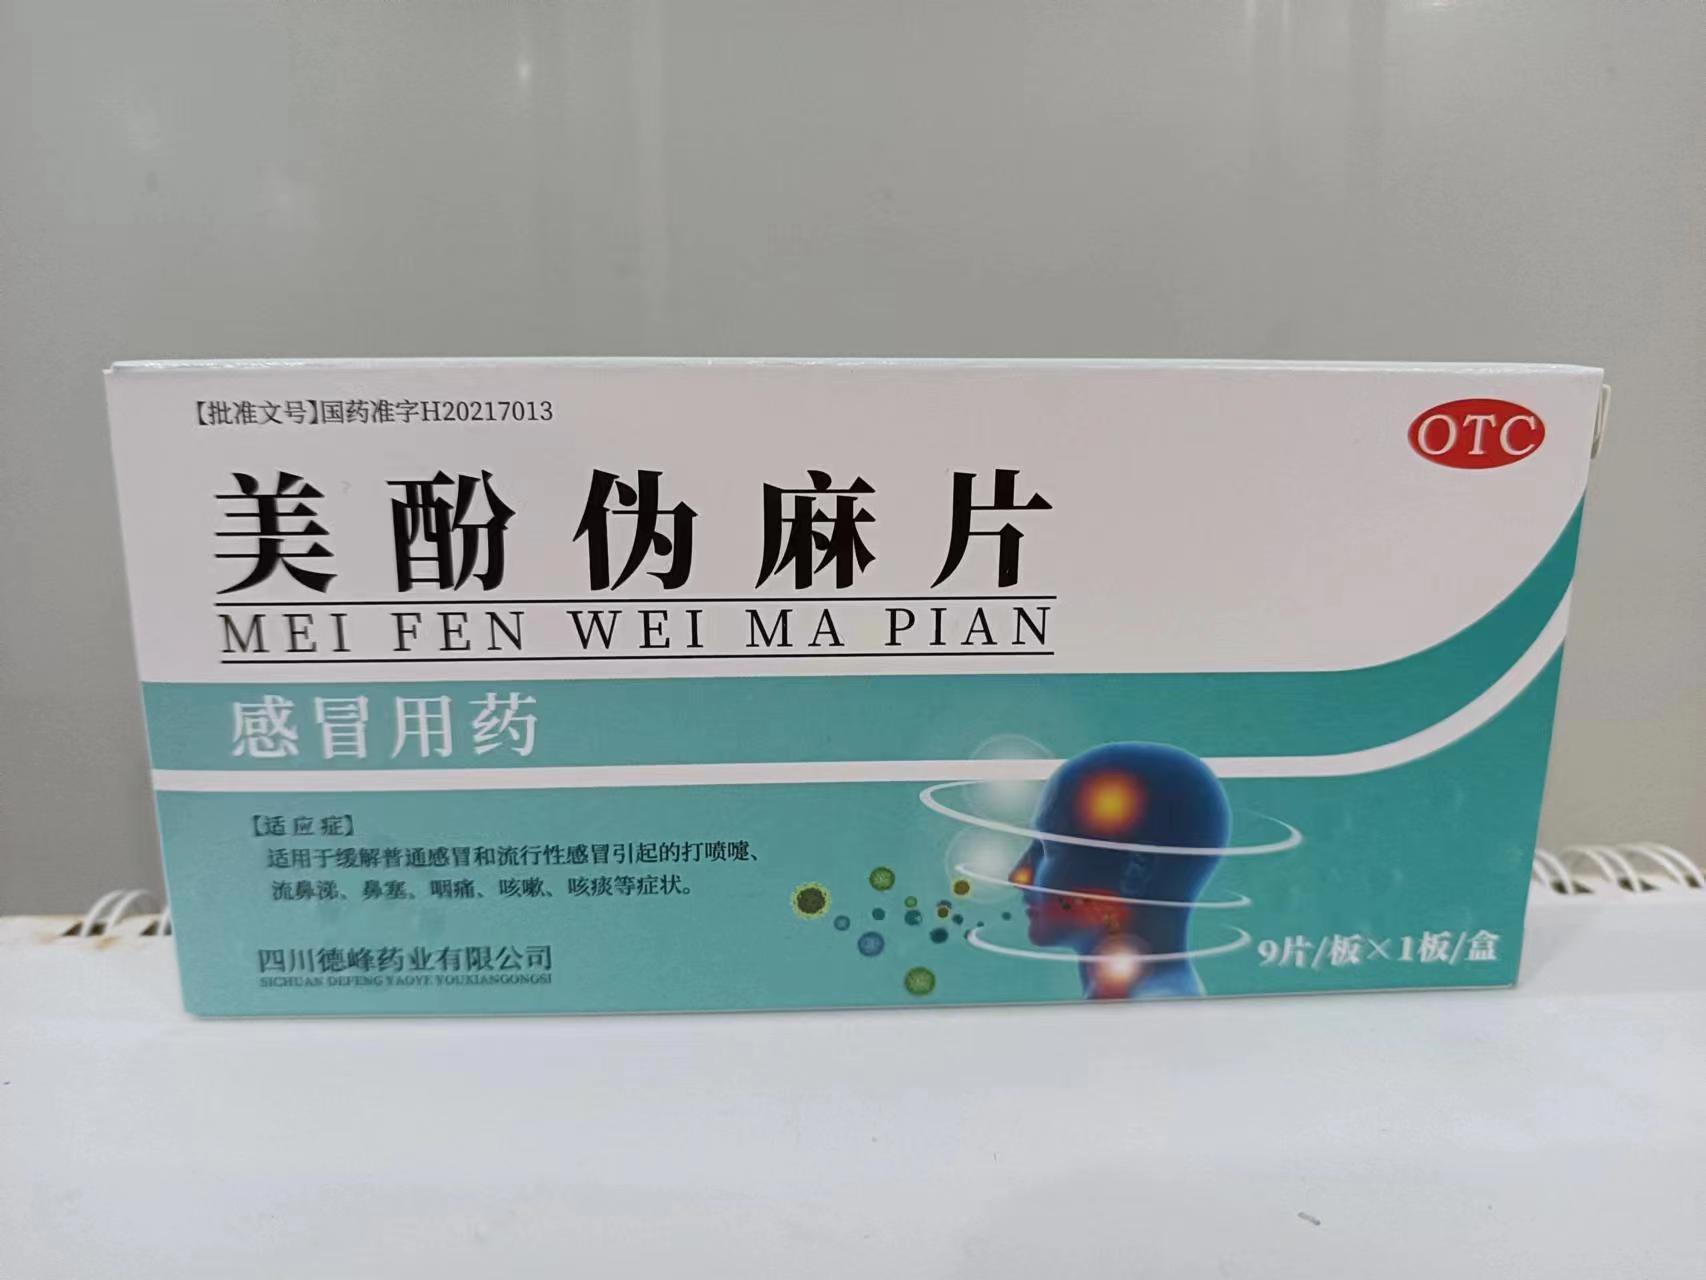 【批准文号】国药准字H20217013
OTC
美酚伪麻片
MEI FEN WEI MA PIAN
感冒用药
【适应症】
适用于缓解普通感冒和流行性感冒引起的打喷嚏、
流鼻涕、鼻塞、咽痛、咳嗽、咳痰等症状。
四川德峰药业有限公司
SICHUAN DEFENG YAOYE YOUXIANGONGSI
9片/板×1板/盒